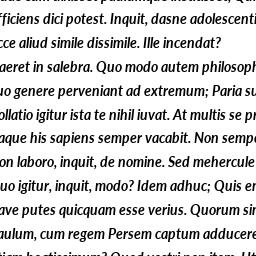 fficiens dici potest. Inquit, dasne adolescenti
cce aliud simile dissimile. Ille incendat?
aeret in salebra. Quo modo autem philosoph
uo genere perveniant ad extremum; Paria su
ollatio igitur ista te nihil iuvat. At multis se pr
aque his sapiens semper vacabit. Non sempe
on laboro, inquit, de nomine. Sed mehercule
uo igitur, inquit, modo? Idem adhuc; Quis en
ave putes quicquam esse verius. Quorum sin
aulum, cum regem Persem captum adducere